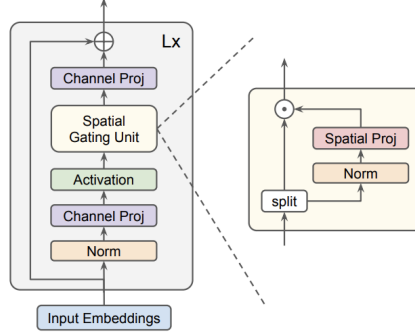 Lx
Channel Proj
Spatial
Gating Unit
Activation
Channel Proj
Norm
Input Embeddings
Spatial Proj
Norm
split